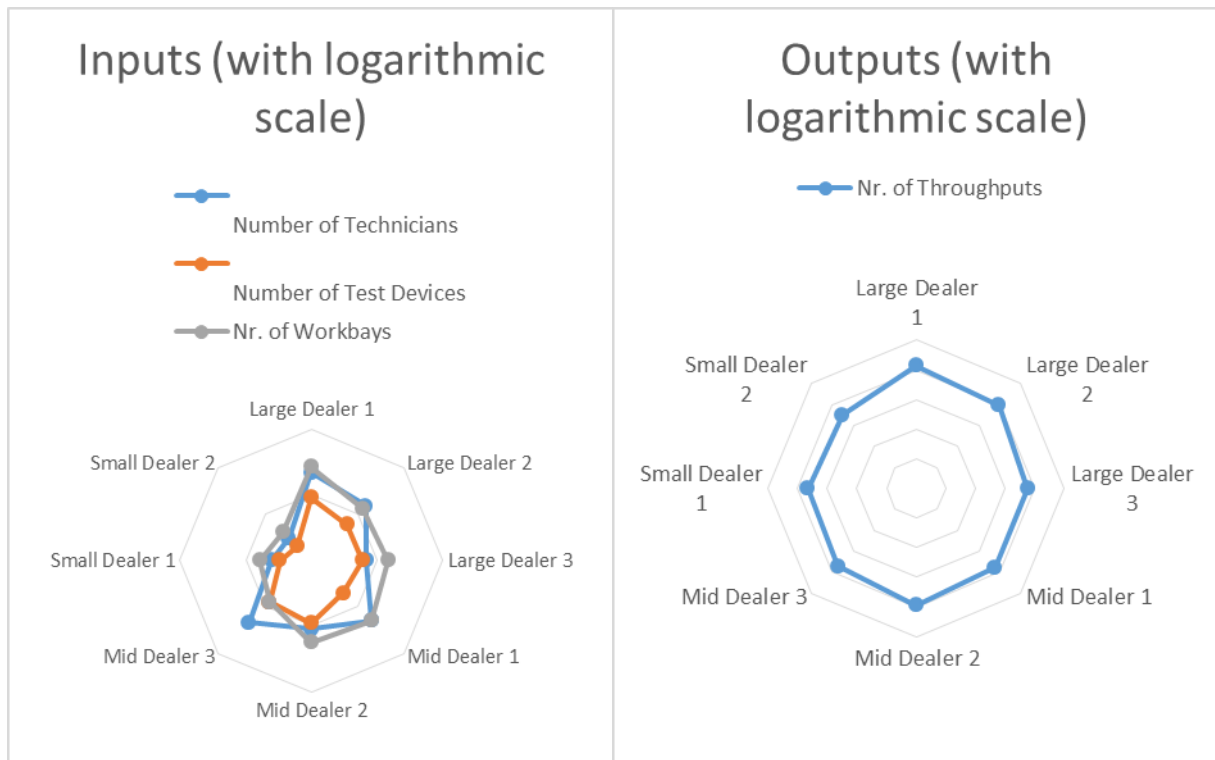 Inputs (with logarithmic
scale)
Number of Technicians
Number of Test Devices
Nr. of Workbays
Large Dealer 1
Large Dealer 2
Large Dealer 3
Mid Dealer 1
Mid Dealer 2
Mid Dealer 3
Small Dealer 1
Small Dealer 2
Outputs (with
logarithmic scale)
Nr. of Throughputs
Large Dealer
1
Large Dealer
2
Large Dealer
3
Mid Dealer 1
Mid Dealer 2
Mid Dealer 3
Small Dealer
1
Small Dealer
2